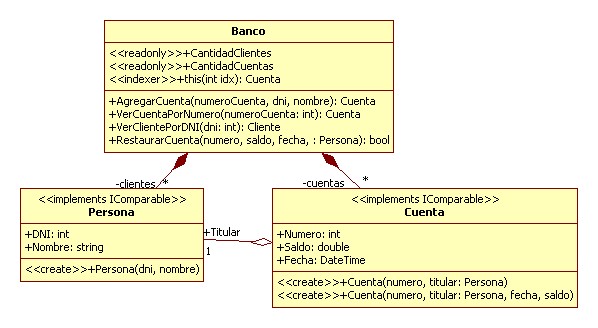 Banco
<<readonly>>+CantidadClientes
<<readonly>>+CantidadCuentas
<<indexer>>+this(int idx): Cuenta
+AgregarCuenta(numeroCuenta, dni, nombre): Cuenta
+VerCuentaPorNumero(numeroCuenta: int): Cuenta
+VerClientePorDNI(dni: int): Cliente
+RestaurarCuenta(numero, saldo, fecha, : Persona): bool
-clientes *
-cuentas *
<<implements IComparable>>
Persona
+DNI: int
+Nombre: string
<<create>>+Persona(dni, nombre)
+Titular
1
<<implements IComparable>>
Cuenta
+Numero: int
+Saldo: double
+Fecha: DateTime
<<create>>+Cuenta(numero, titular: Persona)
<<create>>+Cuenta(numero, titular: Persona, fecha, saldo)